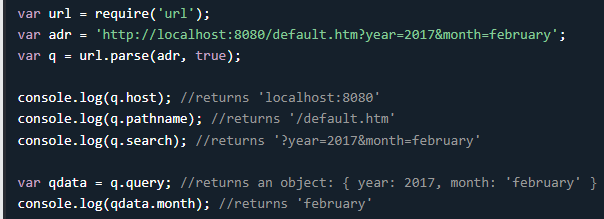 var url = require('url');
var adr = 'http://localhost:8080/default.htm?year=2017&month=february';
var q = url.parse(adr, true);
console.log(q.host); //returns 'localhost:8080'
console.log(q.pathname); //returns '/default.htm'
console.log(q.search); //returns '?year=2017&month=february'
var qdata = q.query; //returns an object: { year: 2017, month: 'february' }
console.log(qdata.month); //returns 'february'